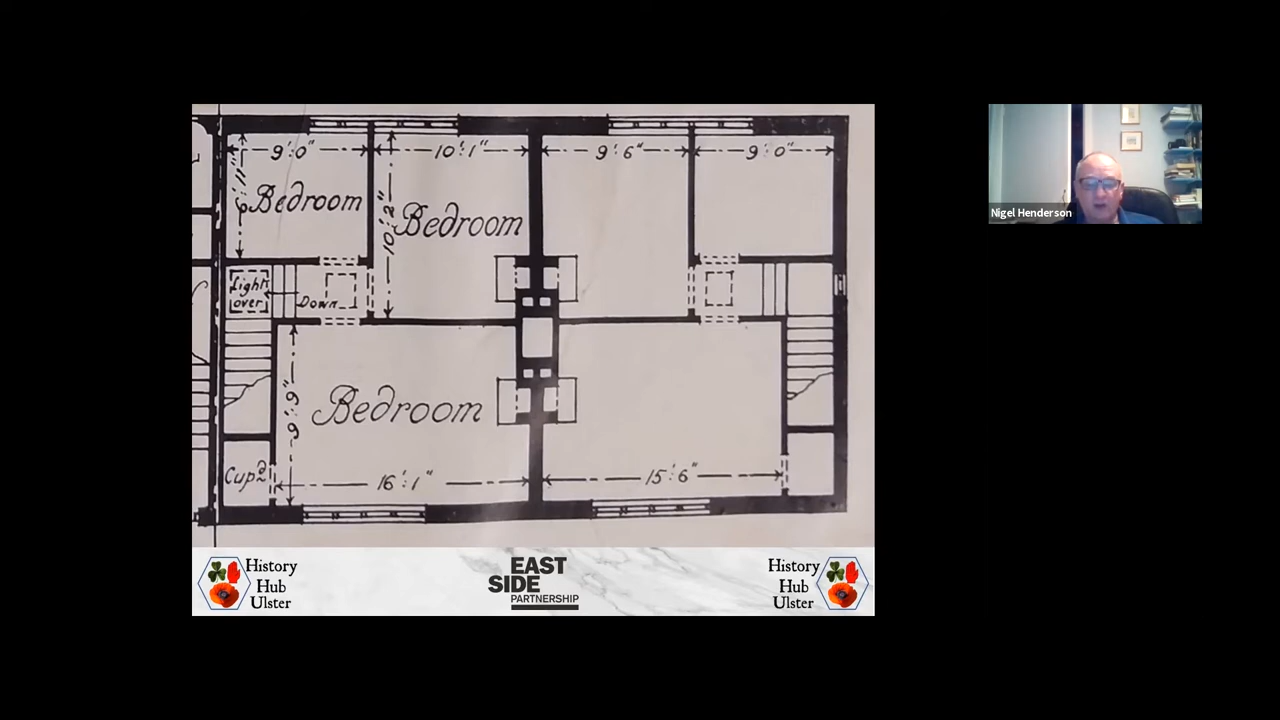 9'.0"
10'.1"
9'.6"
9'.0"
Bedroom
10'.2"
Bedroom
Light
over
Down
9'.9"
Bedroom
Cupd
16'.1"
15'.6"
Nigel Henderson
History
Hub
Ulster
EAST
SIDE
PARTNERSHIP
History
Hub
Ulster